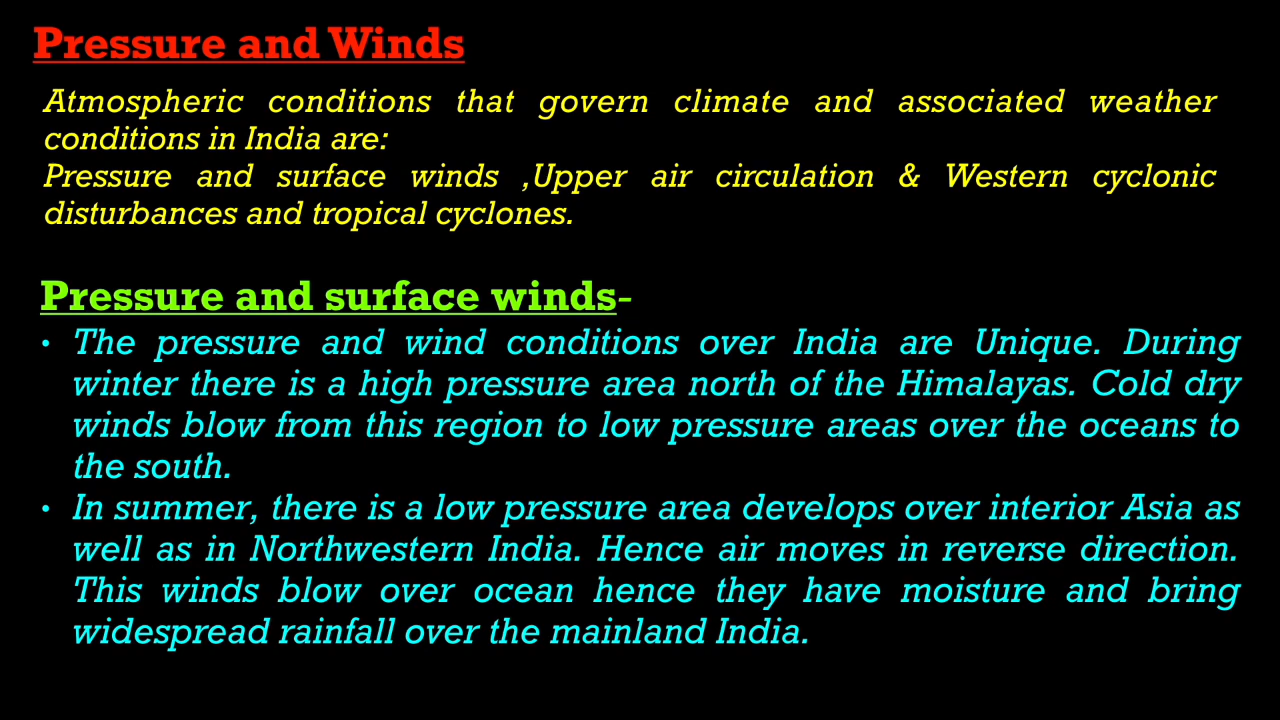 Pressure and Winds
Atmospheric conditions that govern climate and associated weather
conditions in India are:
Pressure and surface winds ,Upper air circulation & Western cyclonic
disturbances and tropical cyclones.
Pressure and surface winds-
• The pressure and wind conditions over India are Unique. During
winter there is a high pressure area north of the Himalayas. Cold dry
winds blow from this region to low pressure areas over the oceans to
the south.
• In summer, there is a low pressure area develops over interior Asia as
well as in Northwestern India. Hence air moves in reverse direction.
This winds blow over ocean hence they have moisture and bring
widespread rainfall over the mainland India.